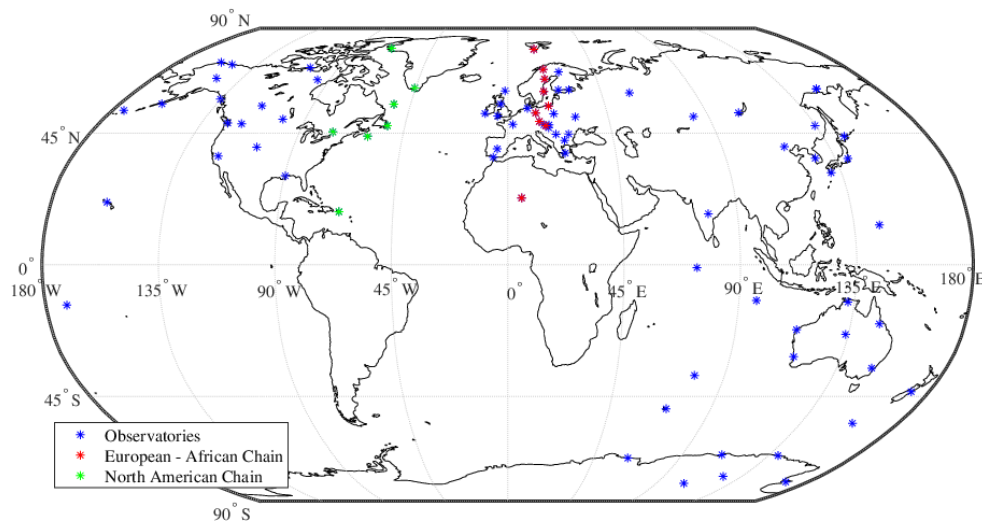 90° N
45° N
0°
180° W
135° W
90° W
45° W
0°
45° E
90° E
135° E
180° E
45° S
Observatories
European - African Chain
North American Chain
90° S